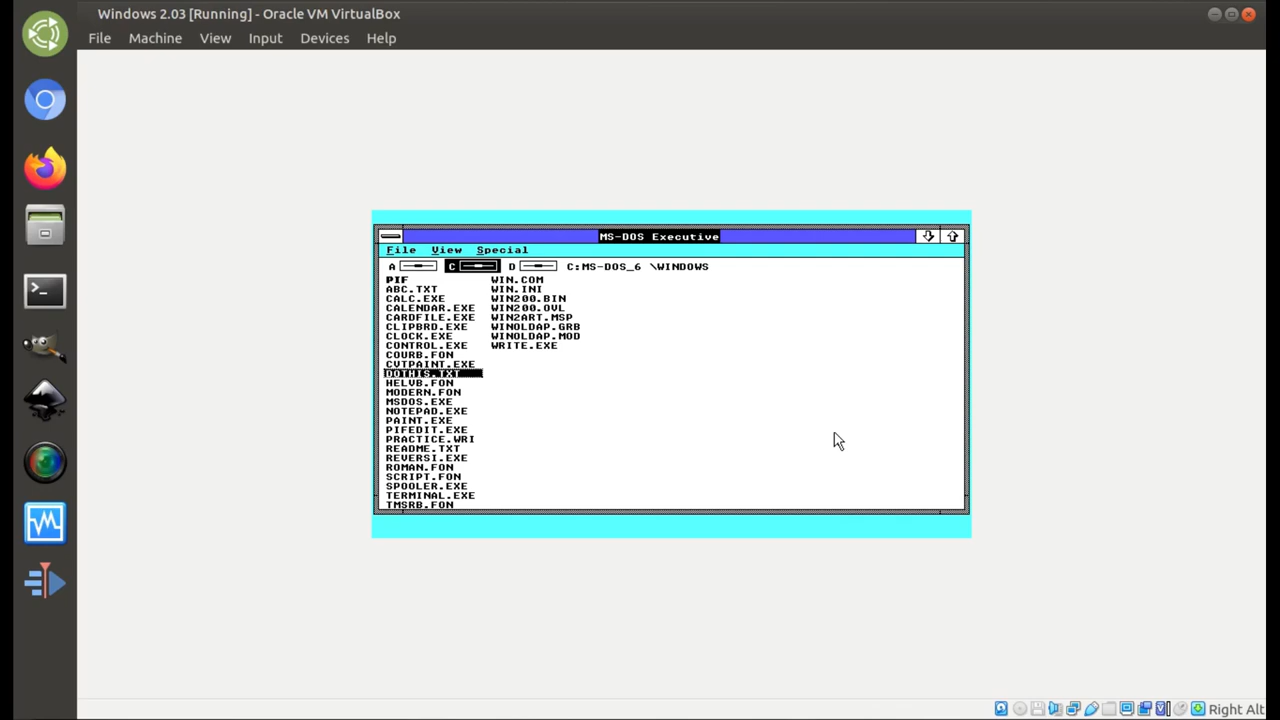 Windows 2.03 [Running] - Oracle VM VirtualBox
File Machine View Input Devices Help
MS-DOS Executive
File View Special
A C D C:MS-DOS_6 \WINDOWS
PIF
ABC.TXT
CALC.EXE
CALENDAR.EXE
CARDFILE.EXE
CLIPBRD.EXE
CLOCK.EXE
CONTROL.EXE
COURB.FON
CVTPAINT.EXE
DOTHIS.TXT
HELVB.FON
MODERN.FON
MSDOS.EXE
NOTEPAD.EXE
PAINT.EXE
PIFEDIT.EXE
PRACTICE.WRI
README.TXT
REVERSI.EXE
ROMAN.FON
SCRIPT.FON
SPOOLER.EXE
TERMINAL.EXE
TMSRB.FON
WIN.COM
WIN.INI
WIN200.BIN
WIN200.OVL
WIN2ART.MSP
WINOLDAP.GRB
WINOLDAP.MOD
WRITE.EXE
Right Alt